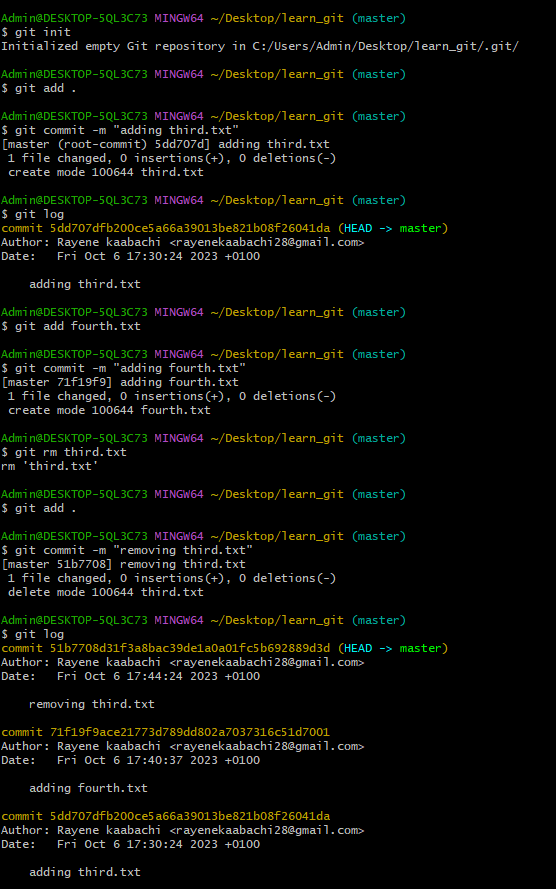 Admin@DESKTOP-5QL3C73 MINGW64 ~/Desktop/learn_git (master)
$ git init
Initialized empty Git repository in C:/Users/Admin/Desktop/learn_git/.git/

Admin@DESKTOP-5QL3C73 MINGW64 ~/Desktop/learn_git (master)
$ git add .

Admin@DESKTOP-5QL3C73 MINGW64 ~/Desktop/learn_git (master)
$ git commit -m "adding third.txt"
[master (root-commit) 5dd707d] adding third.txt
 1 file changed, 0 insertions(+), 0 deletions(-)
 create mode 100644 third.txt

Admin@DESKTOP-5QL3C73 MINGW64 ~/Desktop/learn_git (master)
$ git log
commit 5dd707dfb200ce5a66a39013be821b08f26041da (HEAD -> master)
Author: Rayene kaabachi <rayenekaabachi28@gmail.com>
Date:   Fri Oct 6 17:30:24 2023 +0100

    adding third.txt

Admin@DESKTOP-5QL3C73 MINGW64 ~/Desktop/learn_git (master)
$ git add fourth.txt

Admin@DESKTOP-5QL3C73 MINGW64 ~/Desktop/learn_git (master)
$ git commit -m "adding fourth.txt"
[master 71f19f9] adding fourth.txt
 1 file changed, 0 insertions(+), 0 deletions(-)
 create mode 100644 fourth.txt

Admin@DESKTOP-5QL3C73 MINGW64 ~/Desktop/learn_git (master)
$ git rm third.txt
rm 'third.txt'

Admin@DESKTOP-5QL3C73 MINGW64 ~/Desktop/learn_git (master)
$ git add .

Admin@DESKTOP-5QL3C73 MINGW64 ~/Desktop/learn_git (master)
$ git commit -m "removing third.txt"
[master 51b7708] removing third.txt
 1 file changed, 0 insertions(+), 0 deletions(-)
 delete mode 100644 third.txt

Admin@DESKTOP-5QL3C73 MINGW64 ~/Desktop/learn_git (master)
$ git log
commit 51b7708d31f3a8bac39de1a0a01fc5b692889d3d (HEAD -> master)
Author: Rayene kaabachi <rayenekaabachi28@gmail.com>
Date:   Fri Oct 6 17:44:24 2023 +0100

    removing third.txt

commit 71f19f9ace21773d789dd802a7037316c51d7001
Author: Rayene kaabachi <rayenekaabachi28@gmail.com>
Date:   Fri Oct 6 17:40:37 2023 +0100

    adding fourth.txt

commit 5dd707dfb200ce5a66a39013be821b08f26041da
Author: Rayene kaabachi <rayenekaabachi28@gmail.com>
Date:   Fri Oct 6 17:30:24 2023 +0100

    adding third.txt